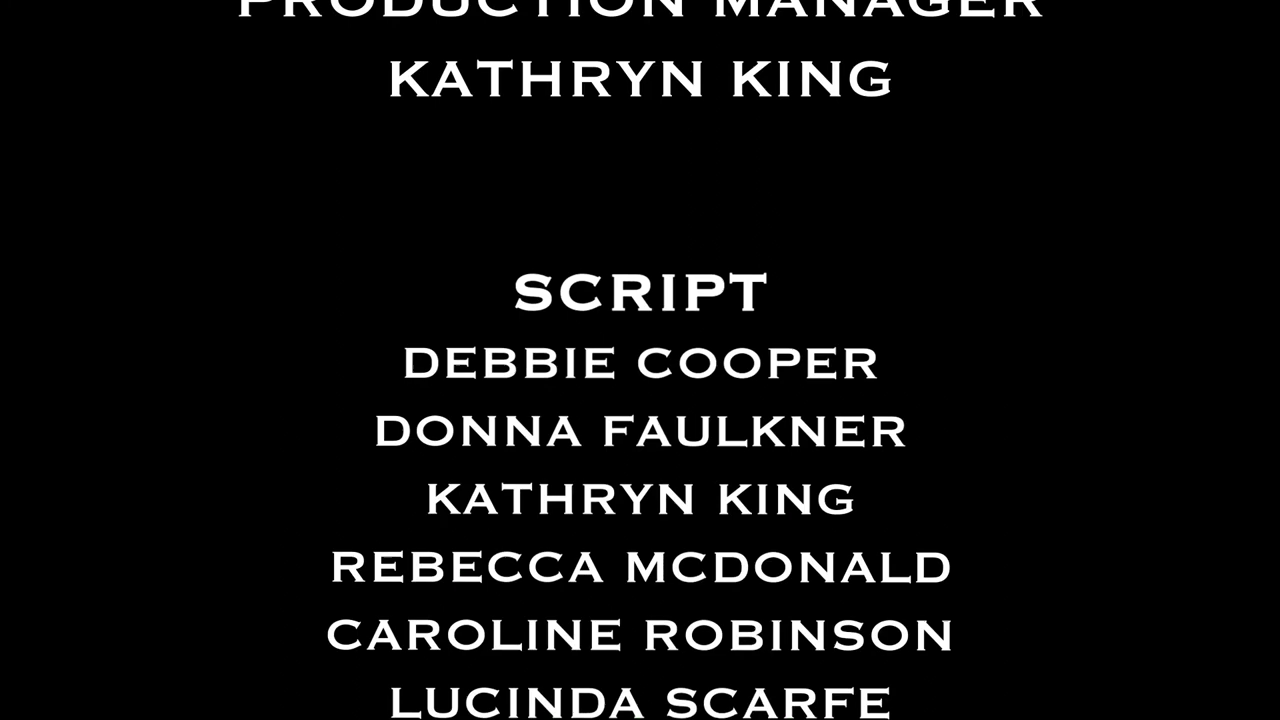 PRODUCTION MANAGER
KATHRYN KING
SCRIPT
DEBBIE COOPER
DONNA FAULKNER
KATHRYN KING
REBECCA MCDONALD
CAROLINE ROBINSON
LUCINDA SCARFE